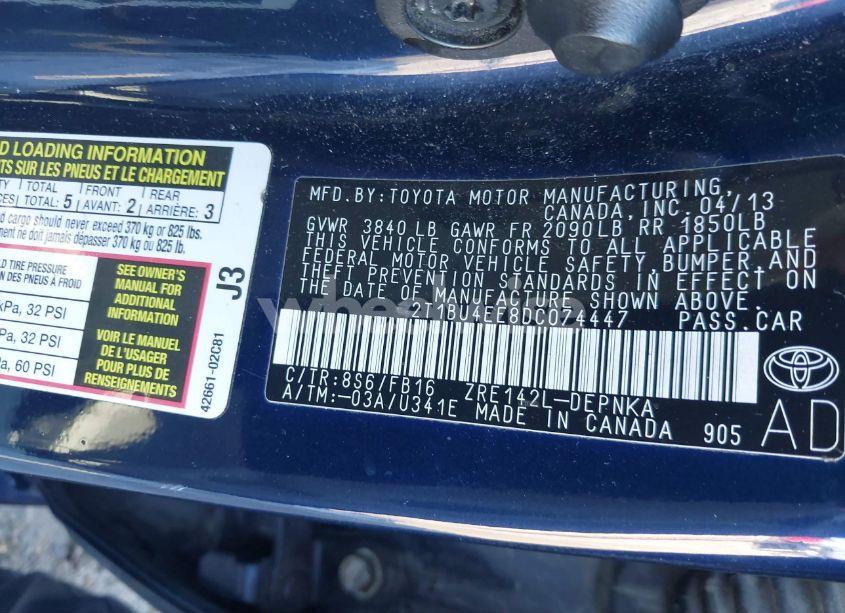 D LOADING INFORMATION
TS SUR LES PNEUS ET LE CHARGEMENT
TY TOTAL FRONT REAR
CES TOTAL 5 AVANT: 2 ARRIÈRE: 3
d cargo should never exceed 370 kg or 825 lbs.
ment ne doit jamais dépasser 370 kg ou 825 lb.
LD TIRE PRESSURE
ON DES PNEUS À FROID
kPa, 32 PSI
Pa, 32 PSI
Pa, 60 PSI
SEE OWNER'S
MANUAL FOR
ADDITIONAL
INFORMATION
VOIR LE MANUEL
DE L'USAGER
POUR PLUS DE
RENSEIGNEMENTS
J3
42661-02C81
MFD.BY:TOYOTA MOTOR MANUFACTURING,
CANADA,INC. 04/13
GVWR 3840LB GAWR FR 2090LB RR 1850LB
THIS VEHICLE CONFORMS TO ALL APPLICABLE
FEDERAL MOTOR VEHICLE SAFETY,BUMPER,AND
THEFT PREVENTION STANDARDS IN EFFECT ON
THE DATE OF MANUFACTURE SHOWN ABOVE.
2T1BU4EE8DC074447 PASS.CAR
C/TR:8S6/FB16 ZRE142L-DEPNKA
A/TM:-03A/U341E MADE IN CANADA 905
AD